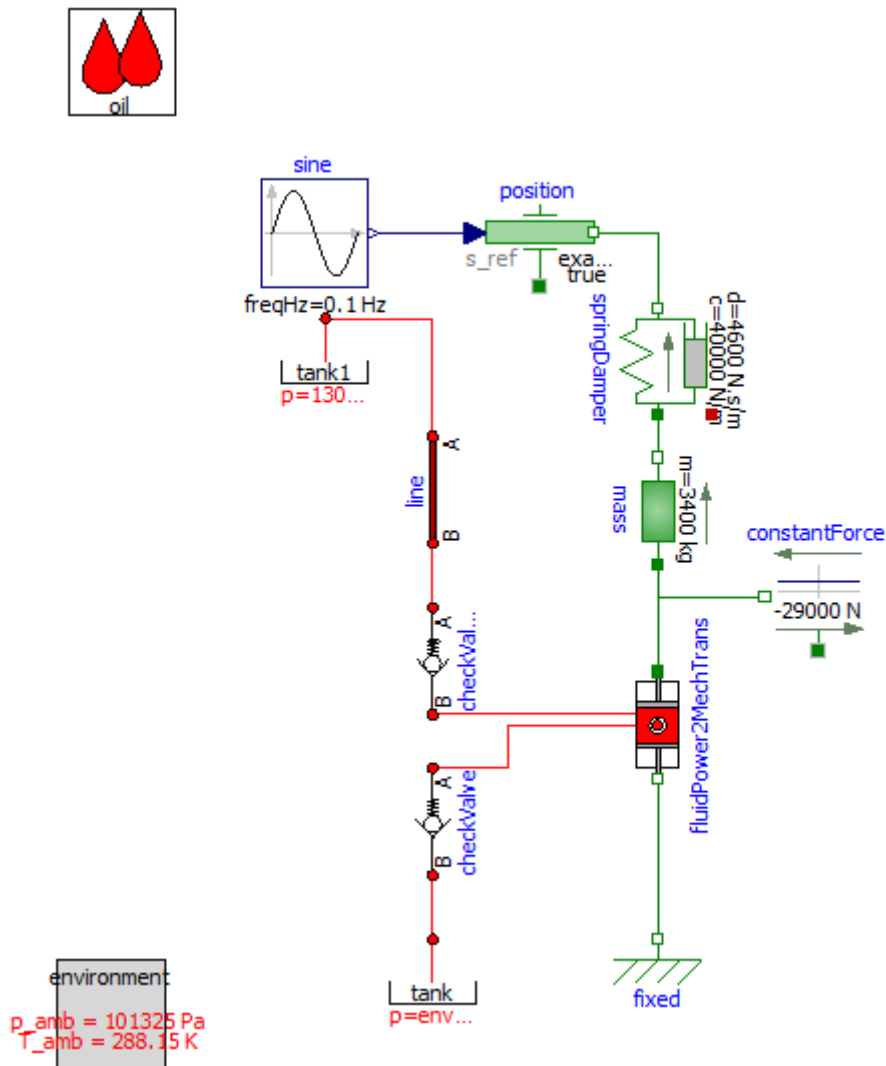 oil
sine
position
s_ref
exa...
true
freqHz=0.1 Hz
tank1
p=130...
springDamper
d=4600 N.s/m
c=40000 N/m
A
line
B
mass
m=3400 kg
constantForce
-29000 N
A
checkVal...
B
fluidPower2MechTrans
A
checkValve
B
environment
p_amb = 101325 Pa
T_amb = 288.15 K
tank
p=env...
fixed